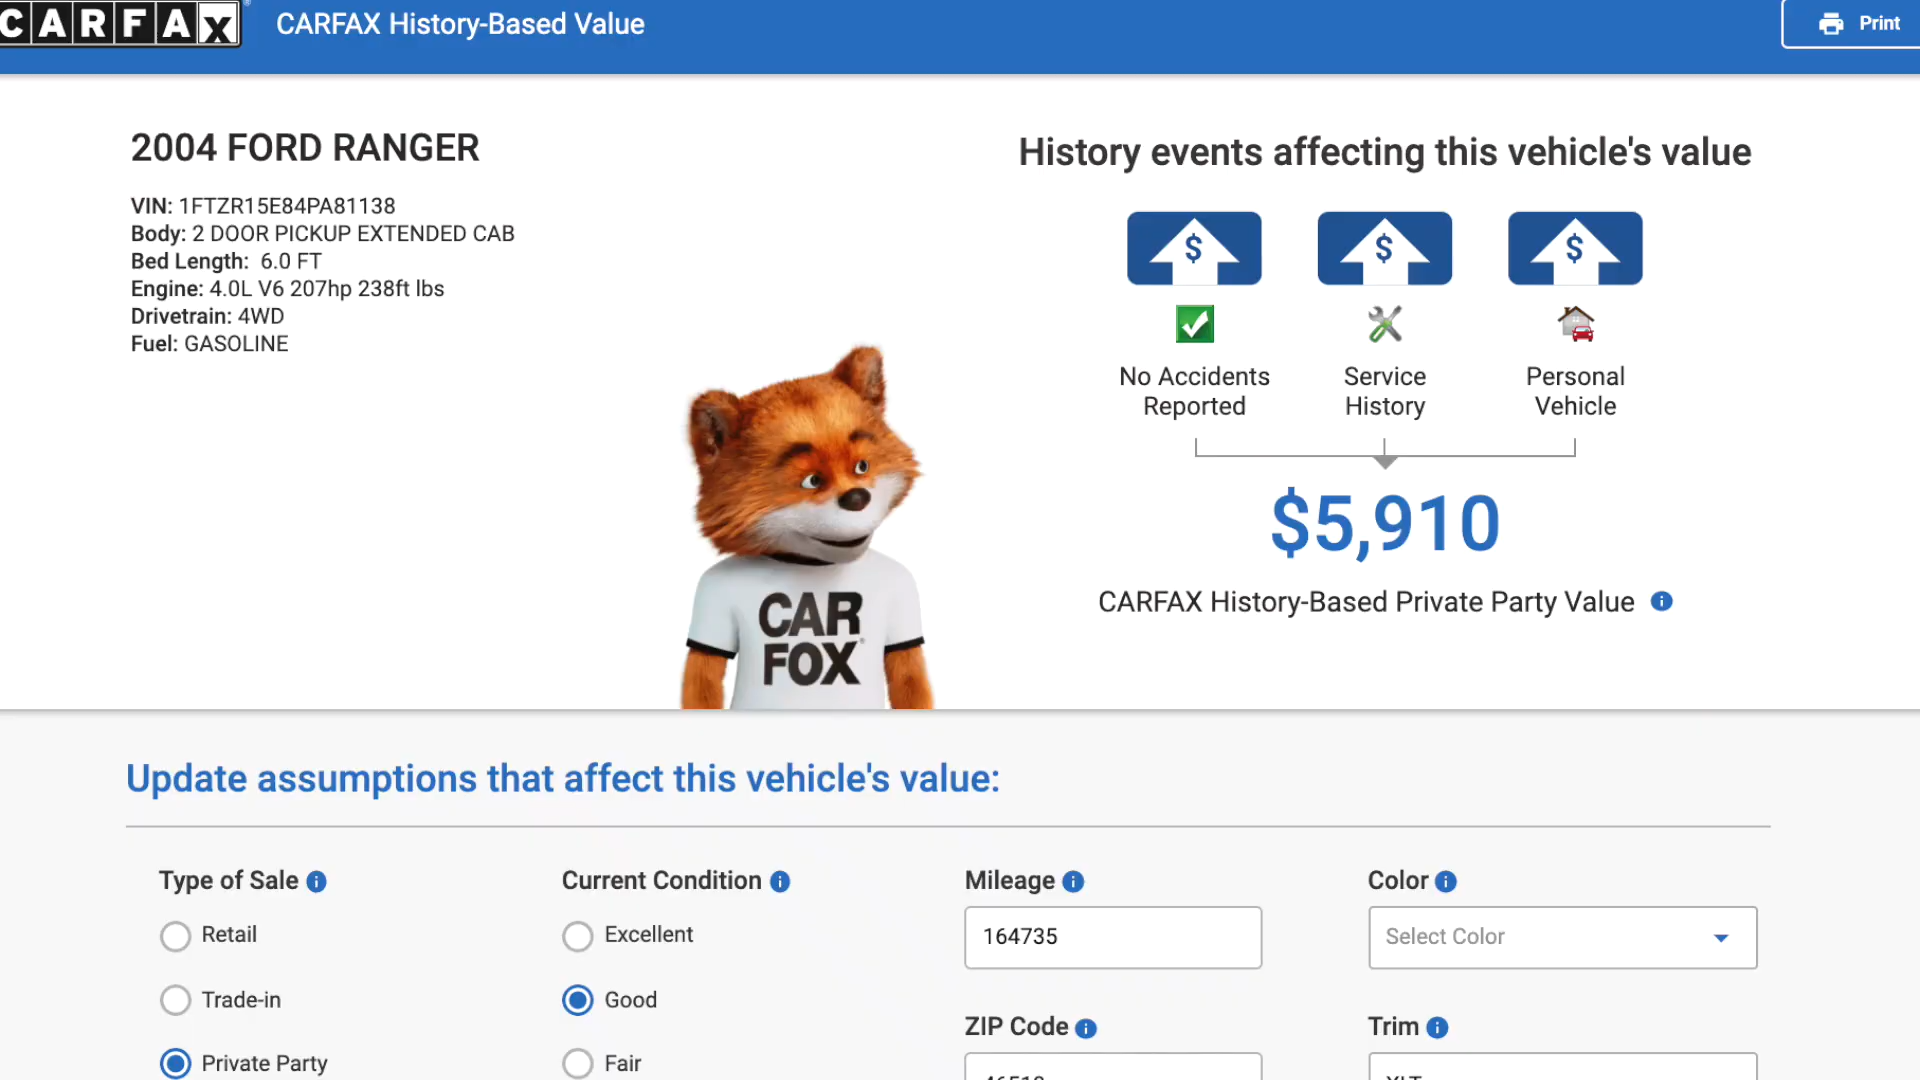 CARFAX
CARFAX History-Based Value
Print
2004 FORD RANGER
VIN: 1FTZR15E84PA81138
Body: 2 DOOR PICKUP EXTENDED CAB
Bed Length: 6.0 FT
Engine: 4.0L V6 207hp 238ft lbs
Drivetrain: 4WD
Fuel: GASOLINE
CAR
FOX
History events affecting this vehicle's value
$ $ $
No Accidents
Reported
Service
History
Personal
Vehicle
$5,910
CARFAX History-Based Private Party Value
Update assumptions that affect this vehicle's value:
Type of Sale
Retail
Trade-in
Private Party
Current Condition
Excellent
Good
Fair
Mileage
164735
ZIP Code
Color
Select Color
Trim